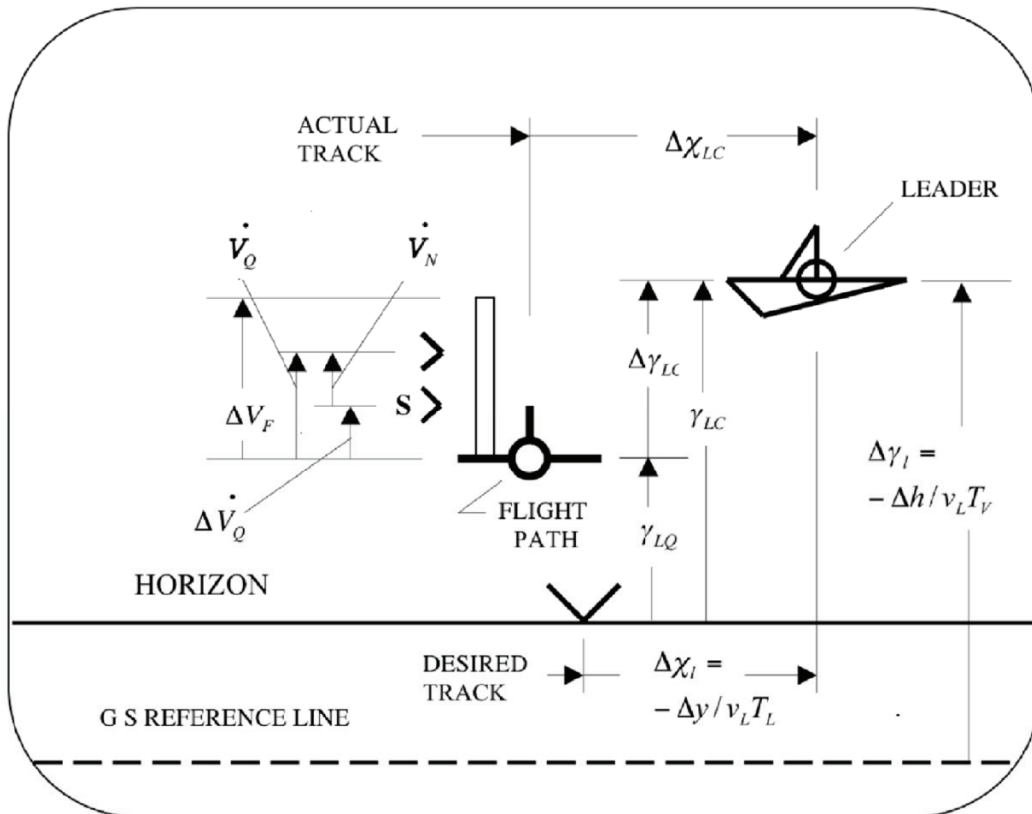 ACTUAL
TRACK
Δχ_LC
LEADER
V̇_Q
V̇_N
Δγ_LC
γ_LC
S
ΔV_F
Δγ_l =
− Δh / v_L T_V
FLIGHT
PATH
γ_LQ
ΔV̇_Q
HORIZON
DESIRED
TRACK
Δχ_l =
− Δy / v_L T_L
G S REFERENCE LINE